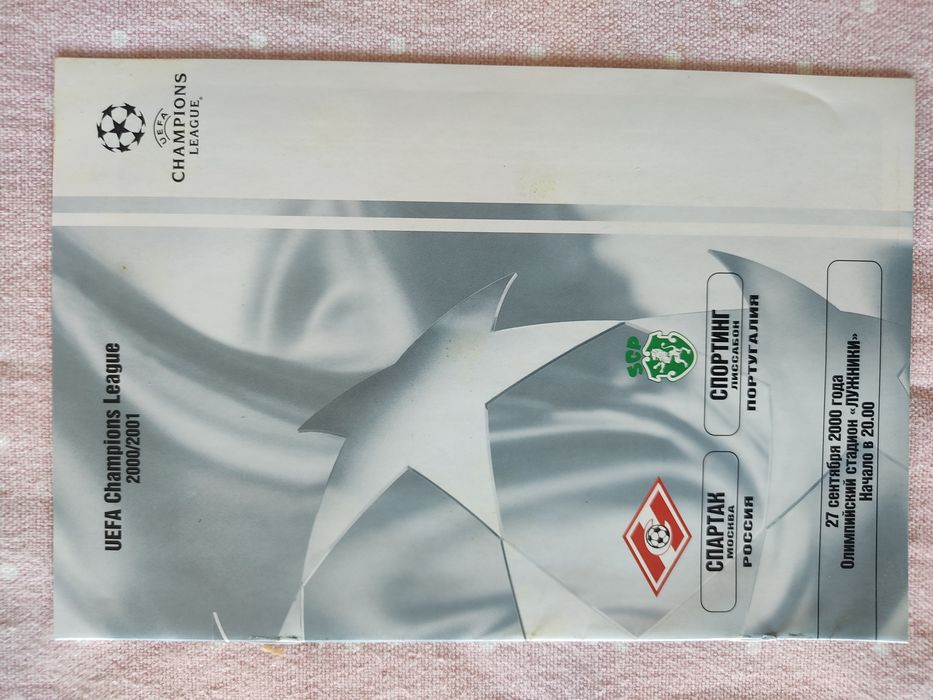 UEFA
CHAMPIONS
LEAGUE®
UEFA Champions League
2000/2001
СПАРТАК
МОСКВА
РОССИЯ
SCP
СПОРТИНГ
ЛИССАБОН
ПОРТУГАЛИЯ
27 сентября 2000 года
Олимпийский стадион «ЛУЖНИКИ»
Начало в 20.00